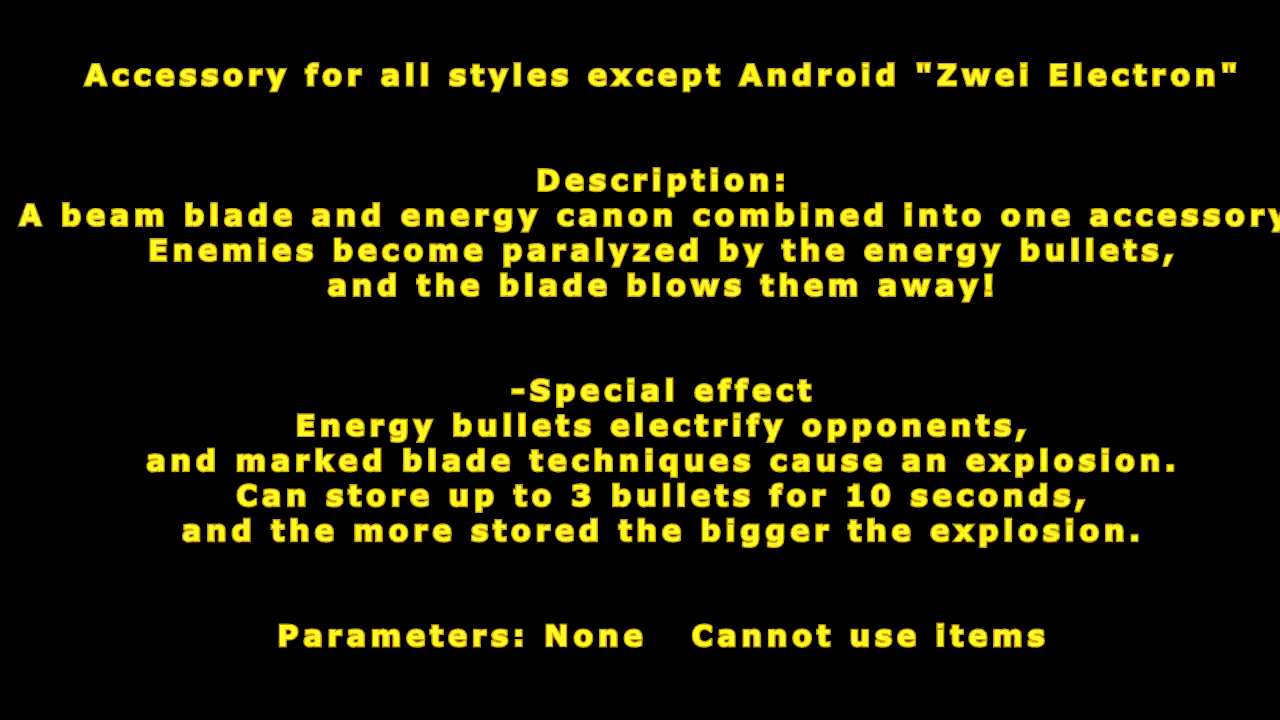 Accessory for all styles except Android "Zwei Electron"
Description:
A beam blade and energy canon combined into one accessory
Enemies become paralyzed by the energy bullets,
and the blade blows them away!
-Special effect
Energy bullets electrify opponents,
and marked blade techniques cause an explosion.
Can store up to 3 bullets for 10 seconds,
and the more stored the bigger the explosion.
Parameters: None   Cannot use items